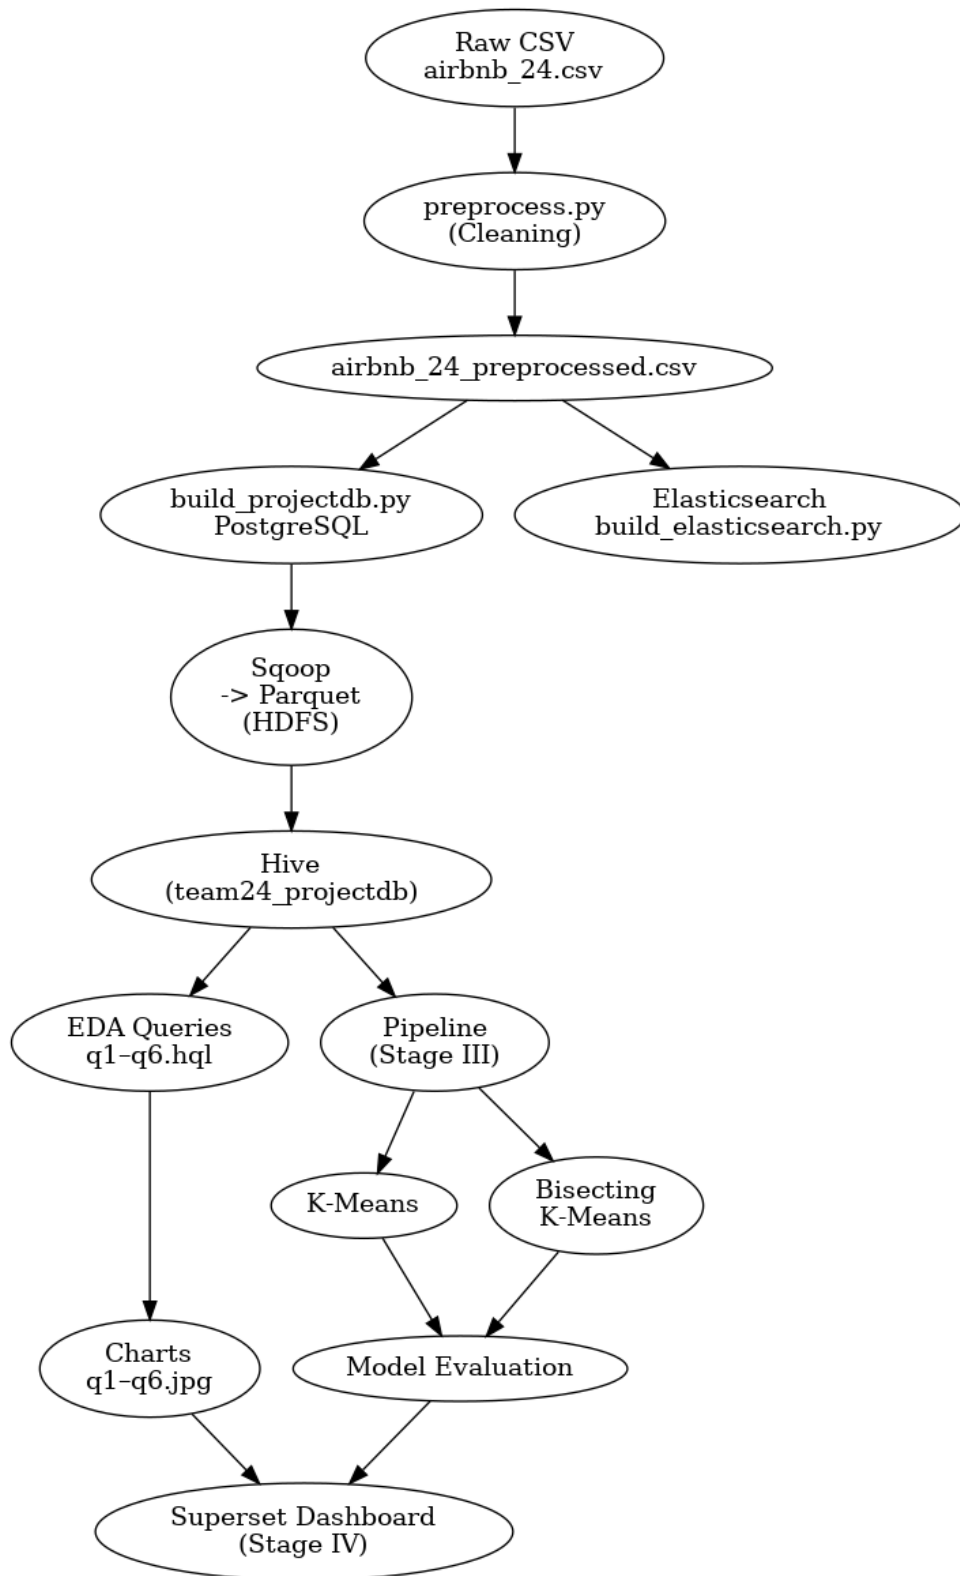 Raw CSV
airbnb_24.csv
preprocess.py
(Cleaning)
airbnb_24_preprocessed.csv
build_projectdb.py
PostgreSQL
Elasticsearch
build_elasticsearch.py
Sqoop
-> Parquet
(HDFS)
Hive
(team24_projectdb)
EDA Queries
q1–q6.hql
Pipeline
(Stage III)
K-Means
Bisecting
K-Means
Charts
q1–q6.jpg
Model Evaluation
Superset Dashboard
(Stage IV)